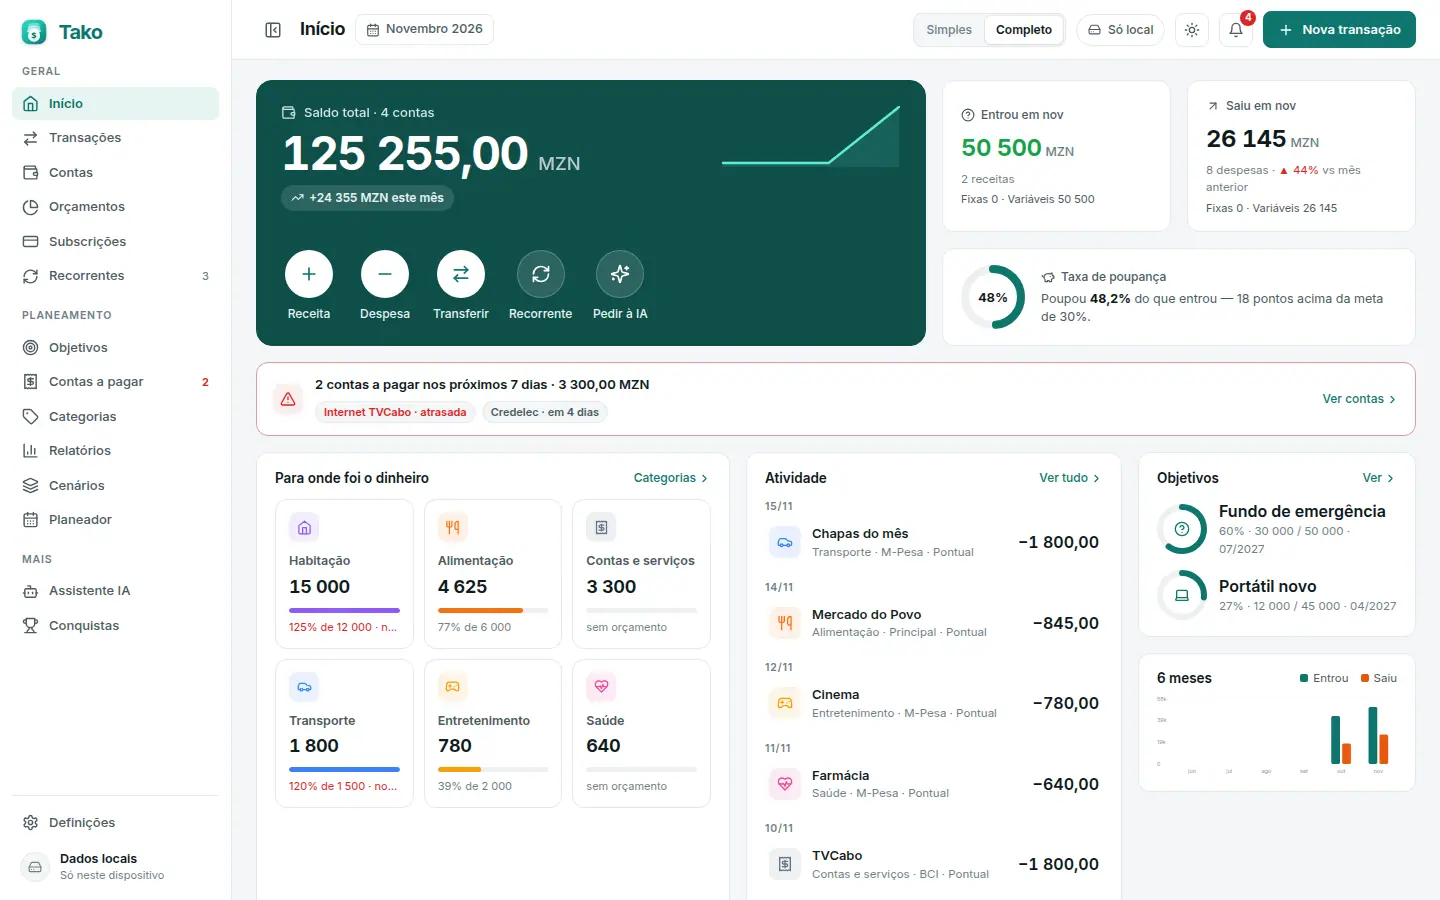 Tako
GERAL
Início
Transações
Contas
Orçamentos
Subscrições
Recorrentes 3
PLANEAMENTO
Objetivos
Contas a pagar 2
Categorias
Relatórios
Cenários
Planeador
MAIS
Assistente IA
Conquistas
Definições
Dados locais
Só neste dispositivo
Início
Novembro 2026
Simples
Completo
Só local
4
Nova transação
Saldo total · 4 contas
125 255,00 MZN
+24 355 MZN este mês
Receita
Despesa
Transferir
Recorrente
Pedir à IA
Entrou em nov
50 500 MZN
2 receitas
Fixas 0 · Variáveis 50 500
Saiu em nov
26 145 MZN
8 despesas · ▲ 44% vs mês
anterior
Fixas 0 · Variáveis 26 145
48%
Taxa de poupança
Poupou 48,2% do que entrou — 18 pontos acima da meta
de 30%.
2 contas a pagar nos próximos 7 dias · 3 300,00 MZN
Internet TVCabo · atrasada
Credelec · em 4 dias
Ver contas
Para onde foi o dinheiro
Categorias
Habitação
15 000
125% de 12 000 · n...
Alimentação
4 625
77% de 6 000
Contas e serviços
3 300
sem orçamento
Transporte
1 800
120% de 1 500 · no...
Entretenimento
780
39% de 2 000
Saúde
640
sem orçamento
Atividade
Ver tudo
15/11
Chapas do mês
Transporte · M-Pesa · Pontual
−1 800,00
14/11
Mercado do Povo
Alimentação · Principal · Pontual
−845,00
12/11
Cinema
Entretenimento · M-Pesa · Pontual
−780,00
11/11
Farmácia
Saúde · M-Pesa · Pontual
−640,00
10/11
TVCabo
Contas e serviços · BCI · Pontual
−1 800,00
Objetivos
Ver
Fundo de emergência
60% · 30 000 / 50 000 ·
07/2027
Portátil novo
27% · 12 000 / 45 000 · 04/2027
6 meses
Entrou
Saiu
58k
39k
19k
0
jun
jul
ago
set
out
nov